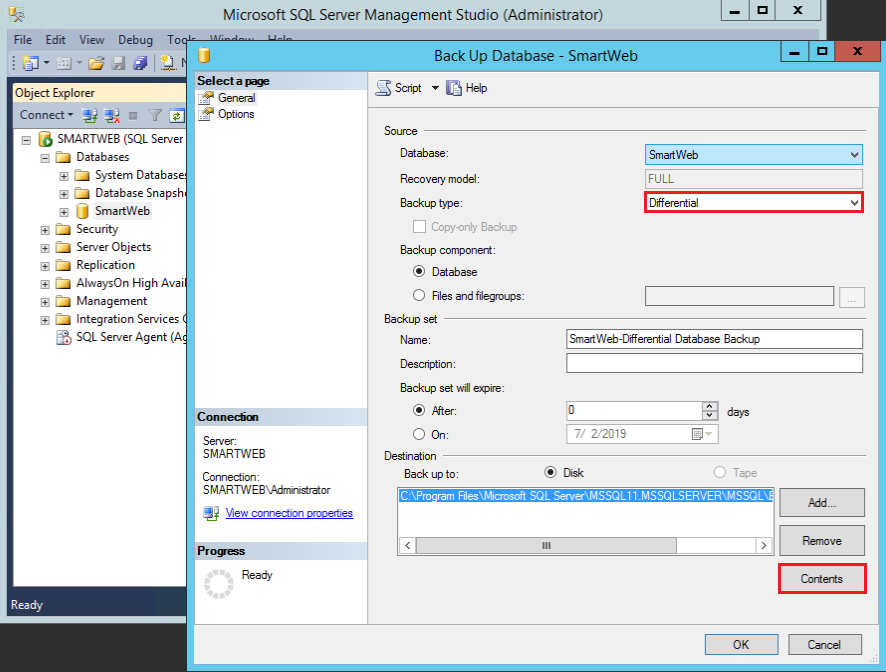 Microsoft SQL Server Management Studio (Administrator)
File Edit View Debug Tools Window Help
Object Explorer
Connect
SMARTWEB (SQL Server
Databases
System Databases
Database Snapsh
SmartWeb
Security
Server Objects
Replication
AlwaysOn High Avail
Management
Integration Services
SQL Server Agent (Ag
Ready
Back Up Database - SmartWeb
Select a page
General
Options
Connection
Server:
SMARTWEB
Connection:
SMARTWEB\Administrator
View connection properties
Progress
Ready
Script Help
Source
Database: SmartWeb
Recovery model: FULL
Backup type: Differential
Copy-only Backup
Backup component:
Database
Files and filegroups: ...
Backup set
Name: SmartWeb-Differential Database Backup
Description:
Backup set will expire:
After: 0 days
On: 7/ 2/2019
Destination
Back up to: Disk Tape
C:\Program Files\Microsoft SQL Server\MSSQL11.MSSQLSERVER\MSSQL\
Add...
Remove
Contents
OK Cancel